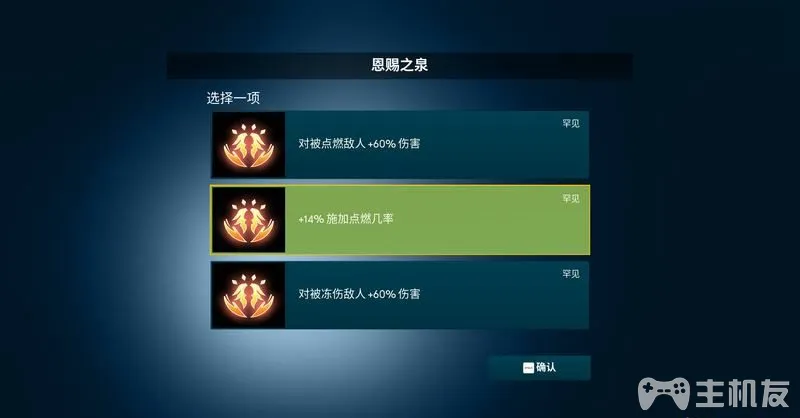 恩赐之泉
选择一项
罕见
对被点燃敌人 +60% 伤害
罕见
+14% 施加点燃几率
罕见
对被冻伤敌人 +60% 伤害
确认
主机友